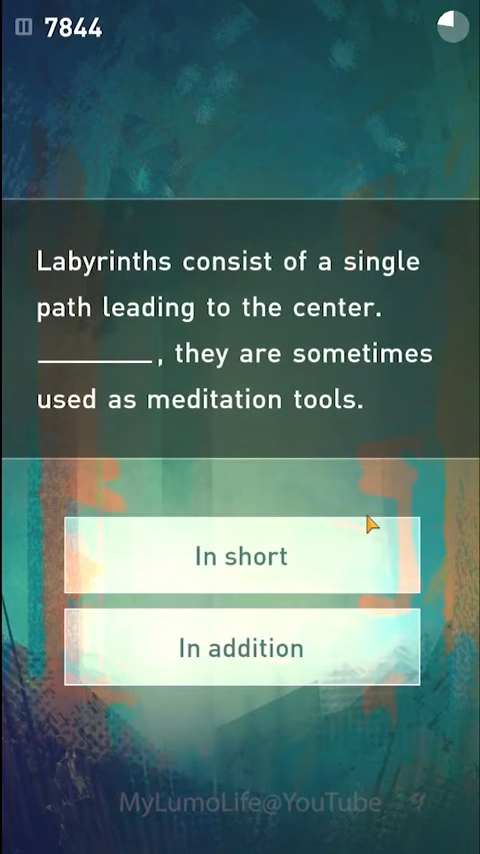 7844
Labyrinths consist of a single
path leading to the center.
________, they are sometimes
used as meditation tools.
In short
In addition
MyLumoLife@YouTube